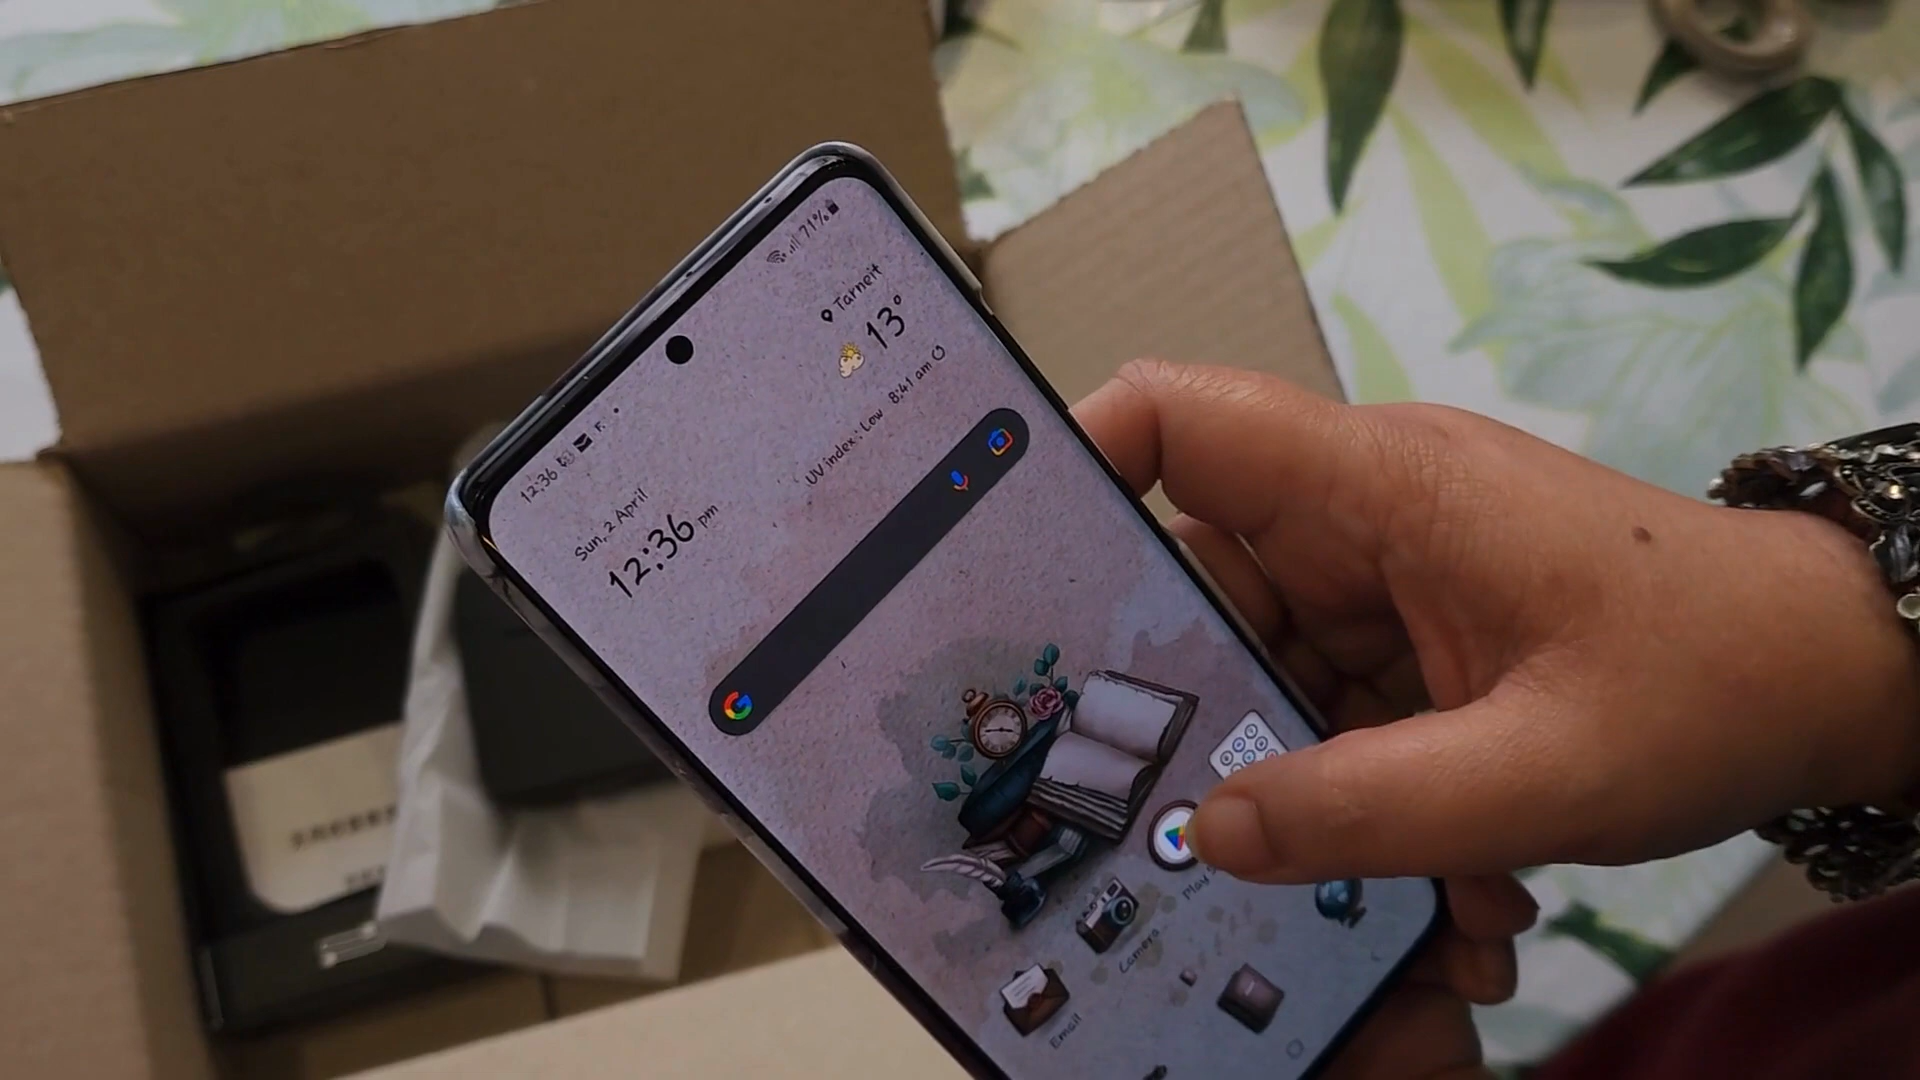 12:36
F.
71%
Tarneit
13°
UV index : Low 8:41 am
Sun, 2 April
12:36 pm
Play
Camera
Email